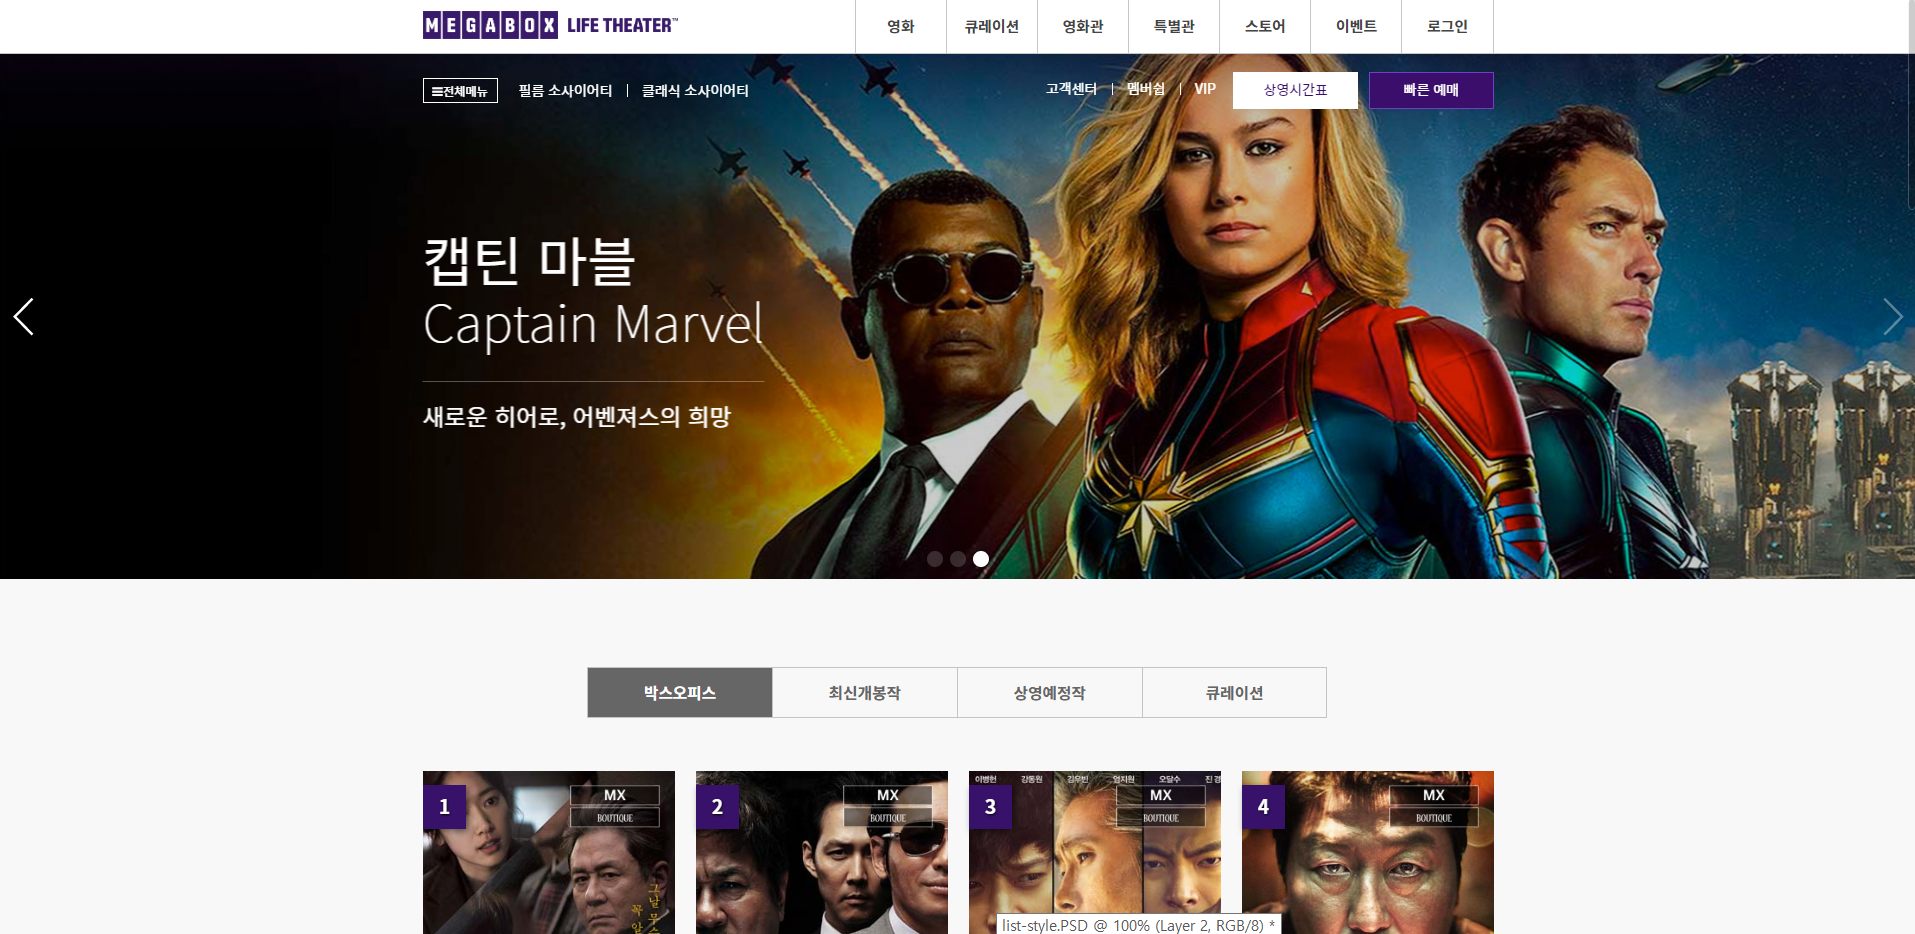 MEGABOX LIFE THEATER™
영화
큐레이션
영화관
특별관
스토어
이벤트
로그인
전체메뉴
필름 소사이어티
클래식 소사이어티
고객센터
멤버쉽
VIP
상영시간표
빠른 예매
캡틴 마블
Captain Marvel
새로운 히어로, 어벤져스의 희망
박스오피스
최신개봉작
상영예정작
큐레이션
1
MX
BOUTIQUE
그날
꼭
2
MX
BOUTIQUE
이병헌 강동원 김우빈 엄지원 오달수 진경
3
MX
BOUTIQUE
4
MX
BOUTIQUE
list-style.PSD @ 100% (Layer 2, RGB/8) *